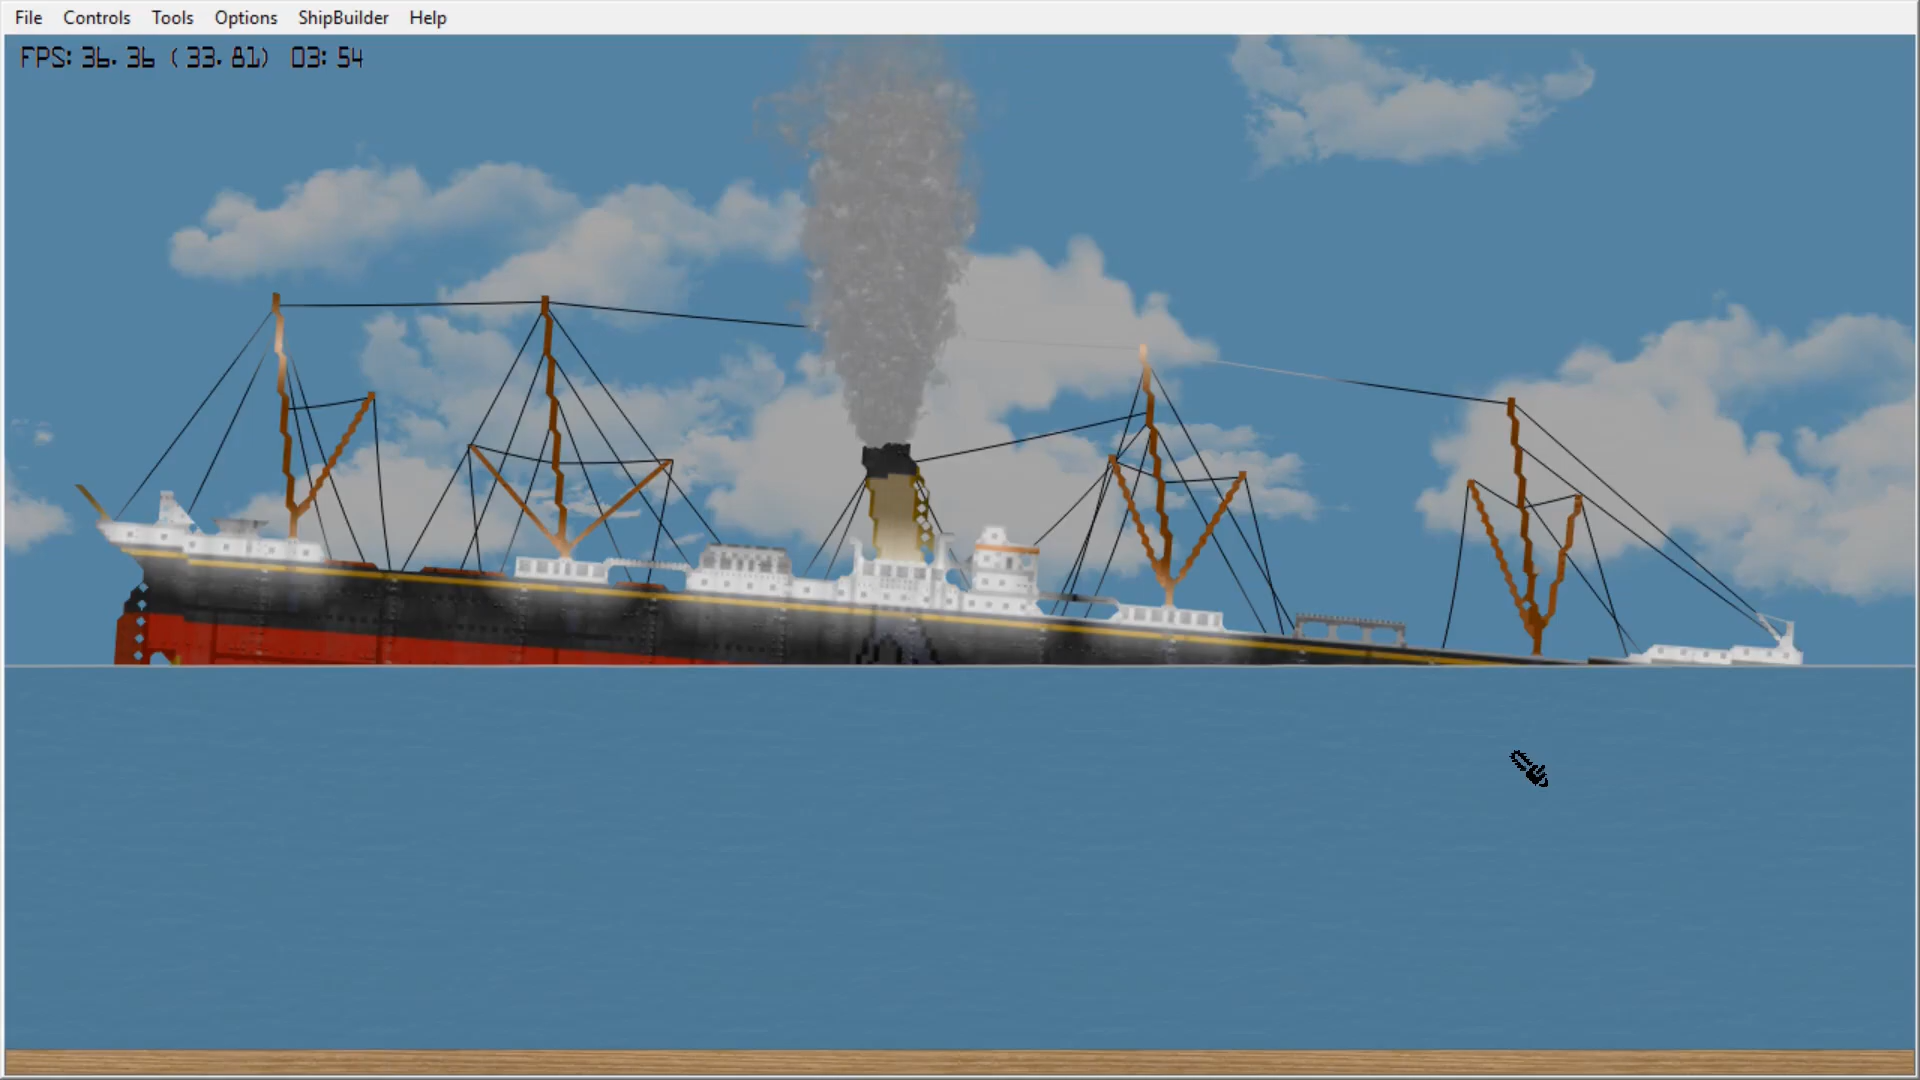 File Controls Tools Options ShipBuilder Help
FPS: 36.36 (33.81) 03:54